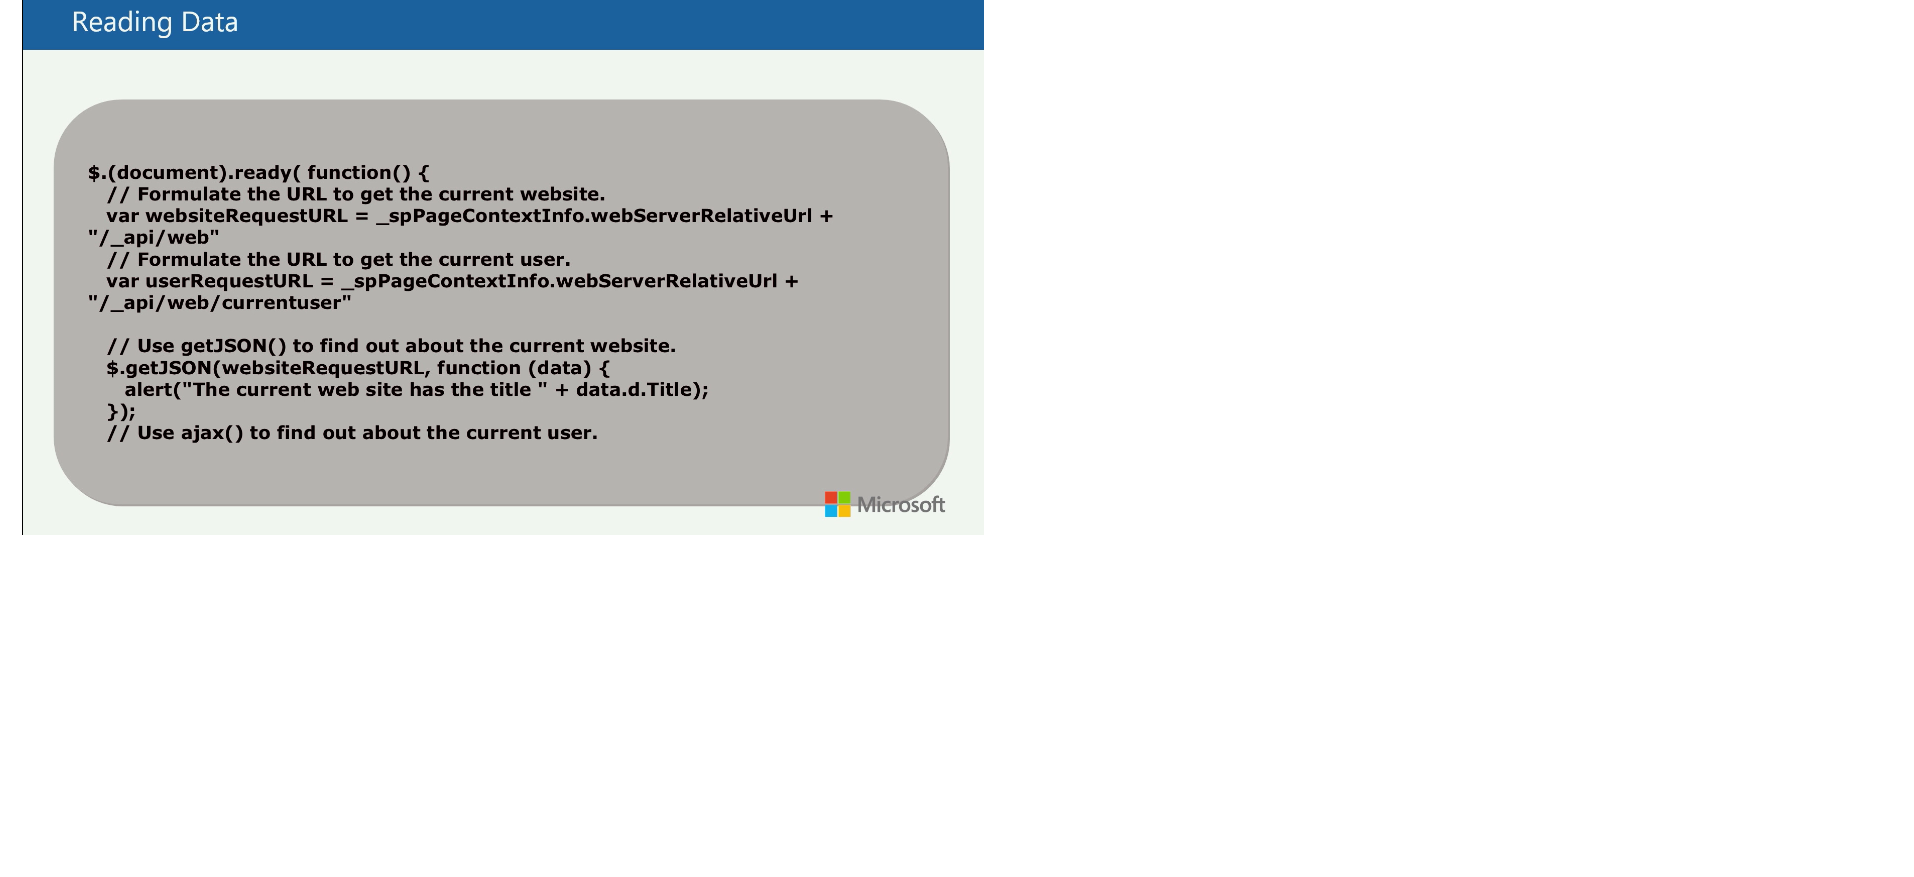 Reading Data
$.(document).ready( function() {
// Formulate the URL to get the current website.
var websiteRequestURL = _spPageContextInfo.webServerRelativeUrl +
"/_api/web"
// Formulate the URL to get the current user.
var userRequestURL = _spPageContextInfo.webServerRelativeUrl +
"/_api/web/currentuser"
// Use getJSON() to find out about the current website.
$.getJSON(websiteRequestURL, function (data) {
alert("The current web site has the title " + data.d.Title);
});
// Use ajax() to find out about the current user.
Microsoft